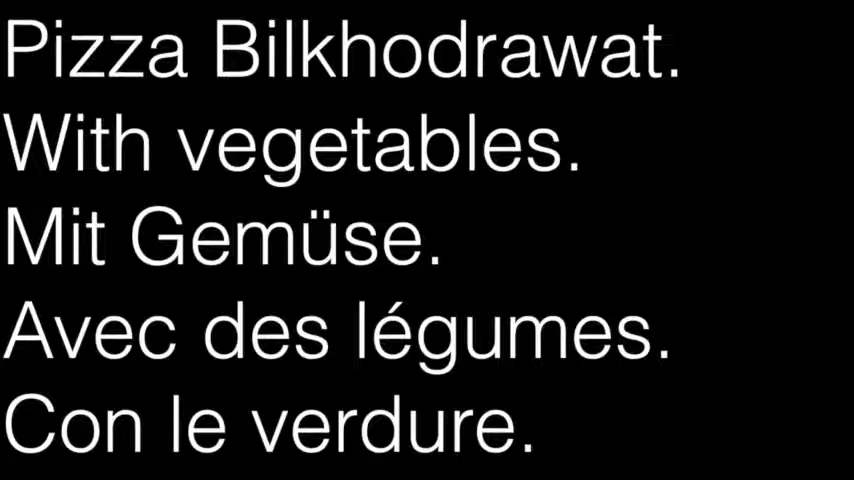 Pizza Bilkhodrawat.
With vegetables.
Mit Gemüse.
Avec des légumes.
Con le verdure.